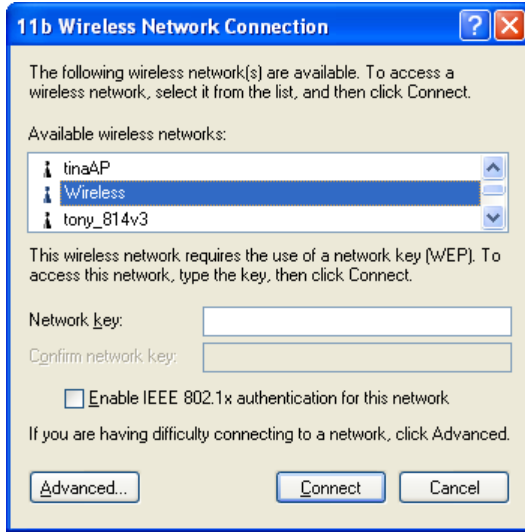 11b Wireless Network Connection
The following wireless network(s) are available. To access a
wireless network, select it from the list, and then click Connect.
Available wireless networks:
tinaAP
Wireless
tony_814v3
This wireless network requires the use of a network key (WEP). To
access this network, type the key, then click Connect.
Network key:
Confirm network key:
Enable IEEE 802.1x authentication for this network
If you are having difficulty connecting to a network, click Advanced.
Advanced... Connect Cancel